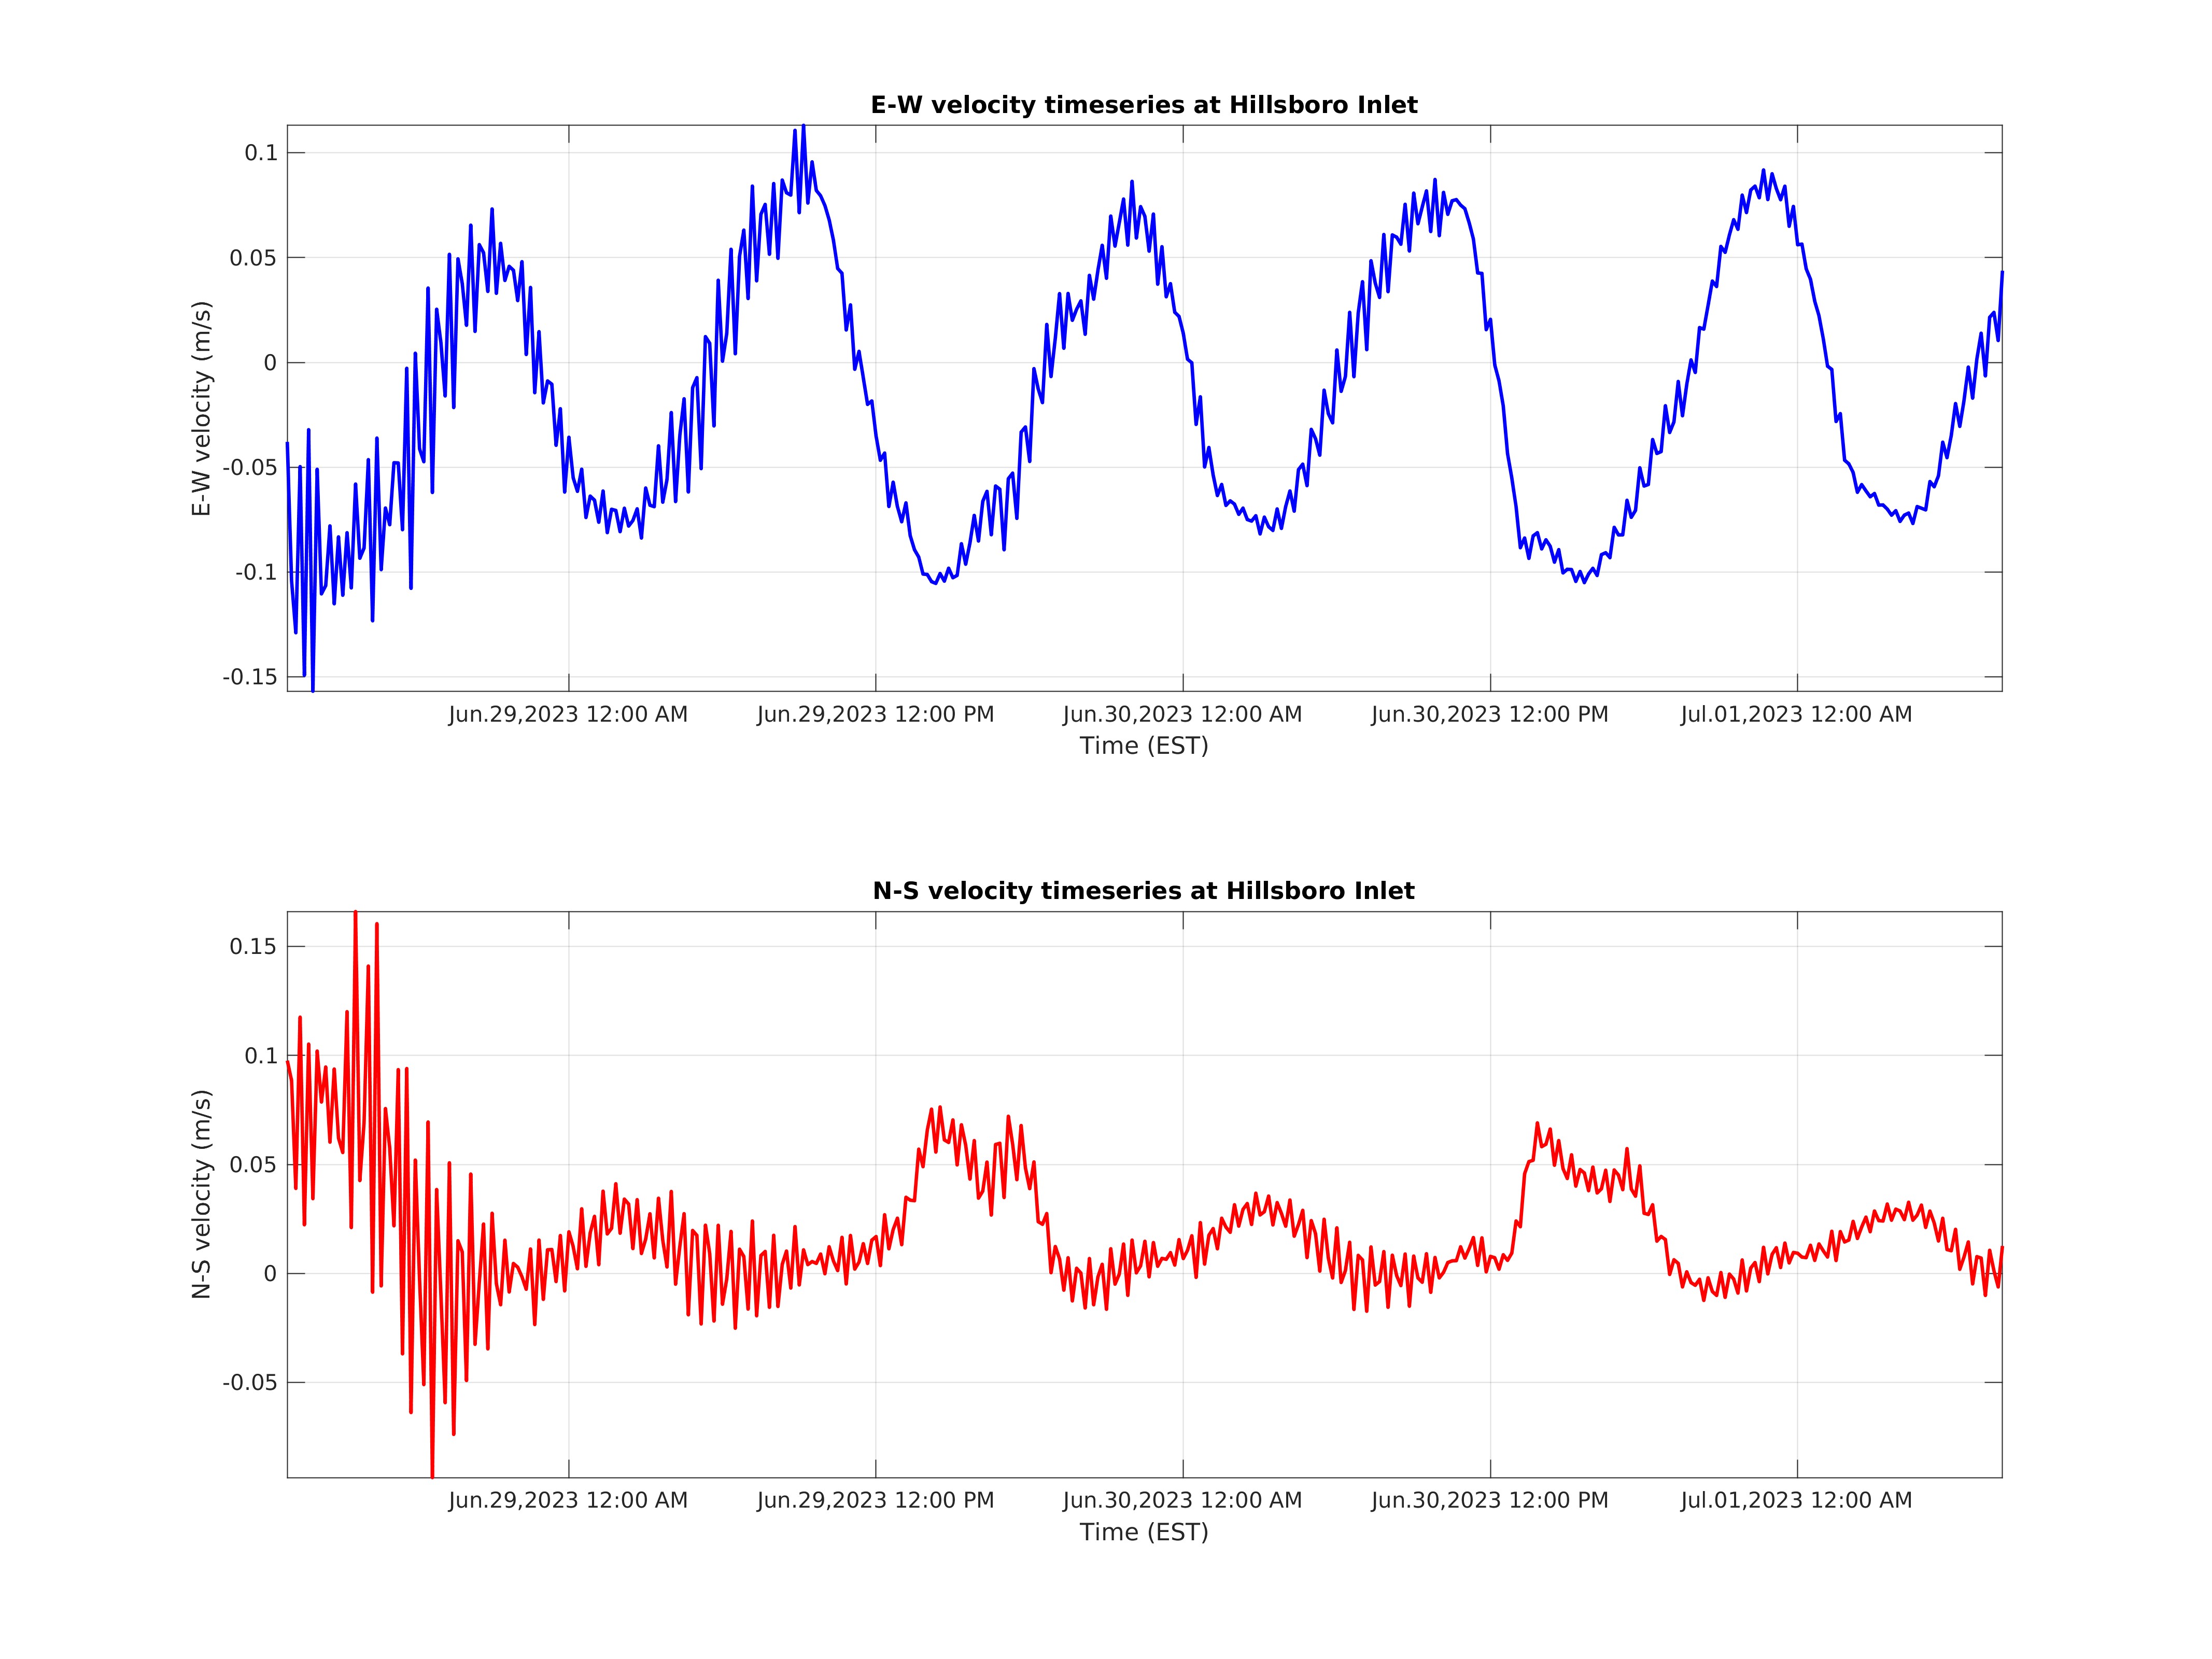 E-W velocity timeseries at Hillsboro Inlet
0.1
0.05
0
-0.05
-0.1
-0.15
E-W velocity (m/s)
Jun.29,2023 12:00 AM Jun.29,2023 12:00 PM Jun.30,2023 12:00 AM Jun.30,2023 12:00 PM Jul.01,2023 12:00 AM
Time (EST)
N-S velocity timeseries at Hillsboro Inlet
0.15
0.1
0.05
0
-0.05
N-S velocity (m/s)
Jun.29,2023 12:00 AM Jun.29,2023 12:00 PM Jun.30,2023 12:00 AM Jun.30,2023 12:00 PM Jul.01,2023 12:00 AM
Time (EST)